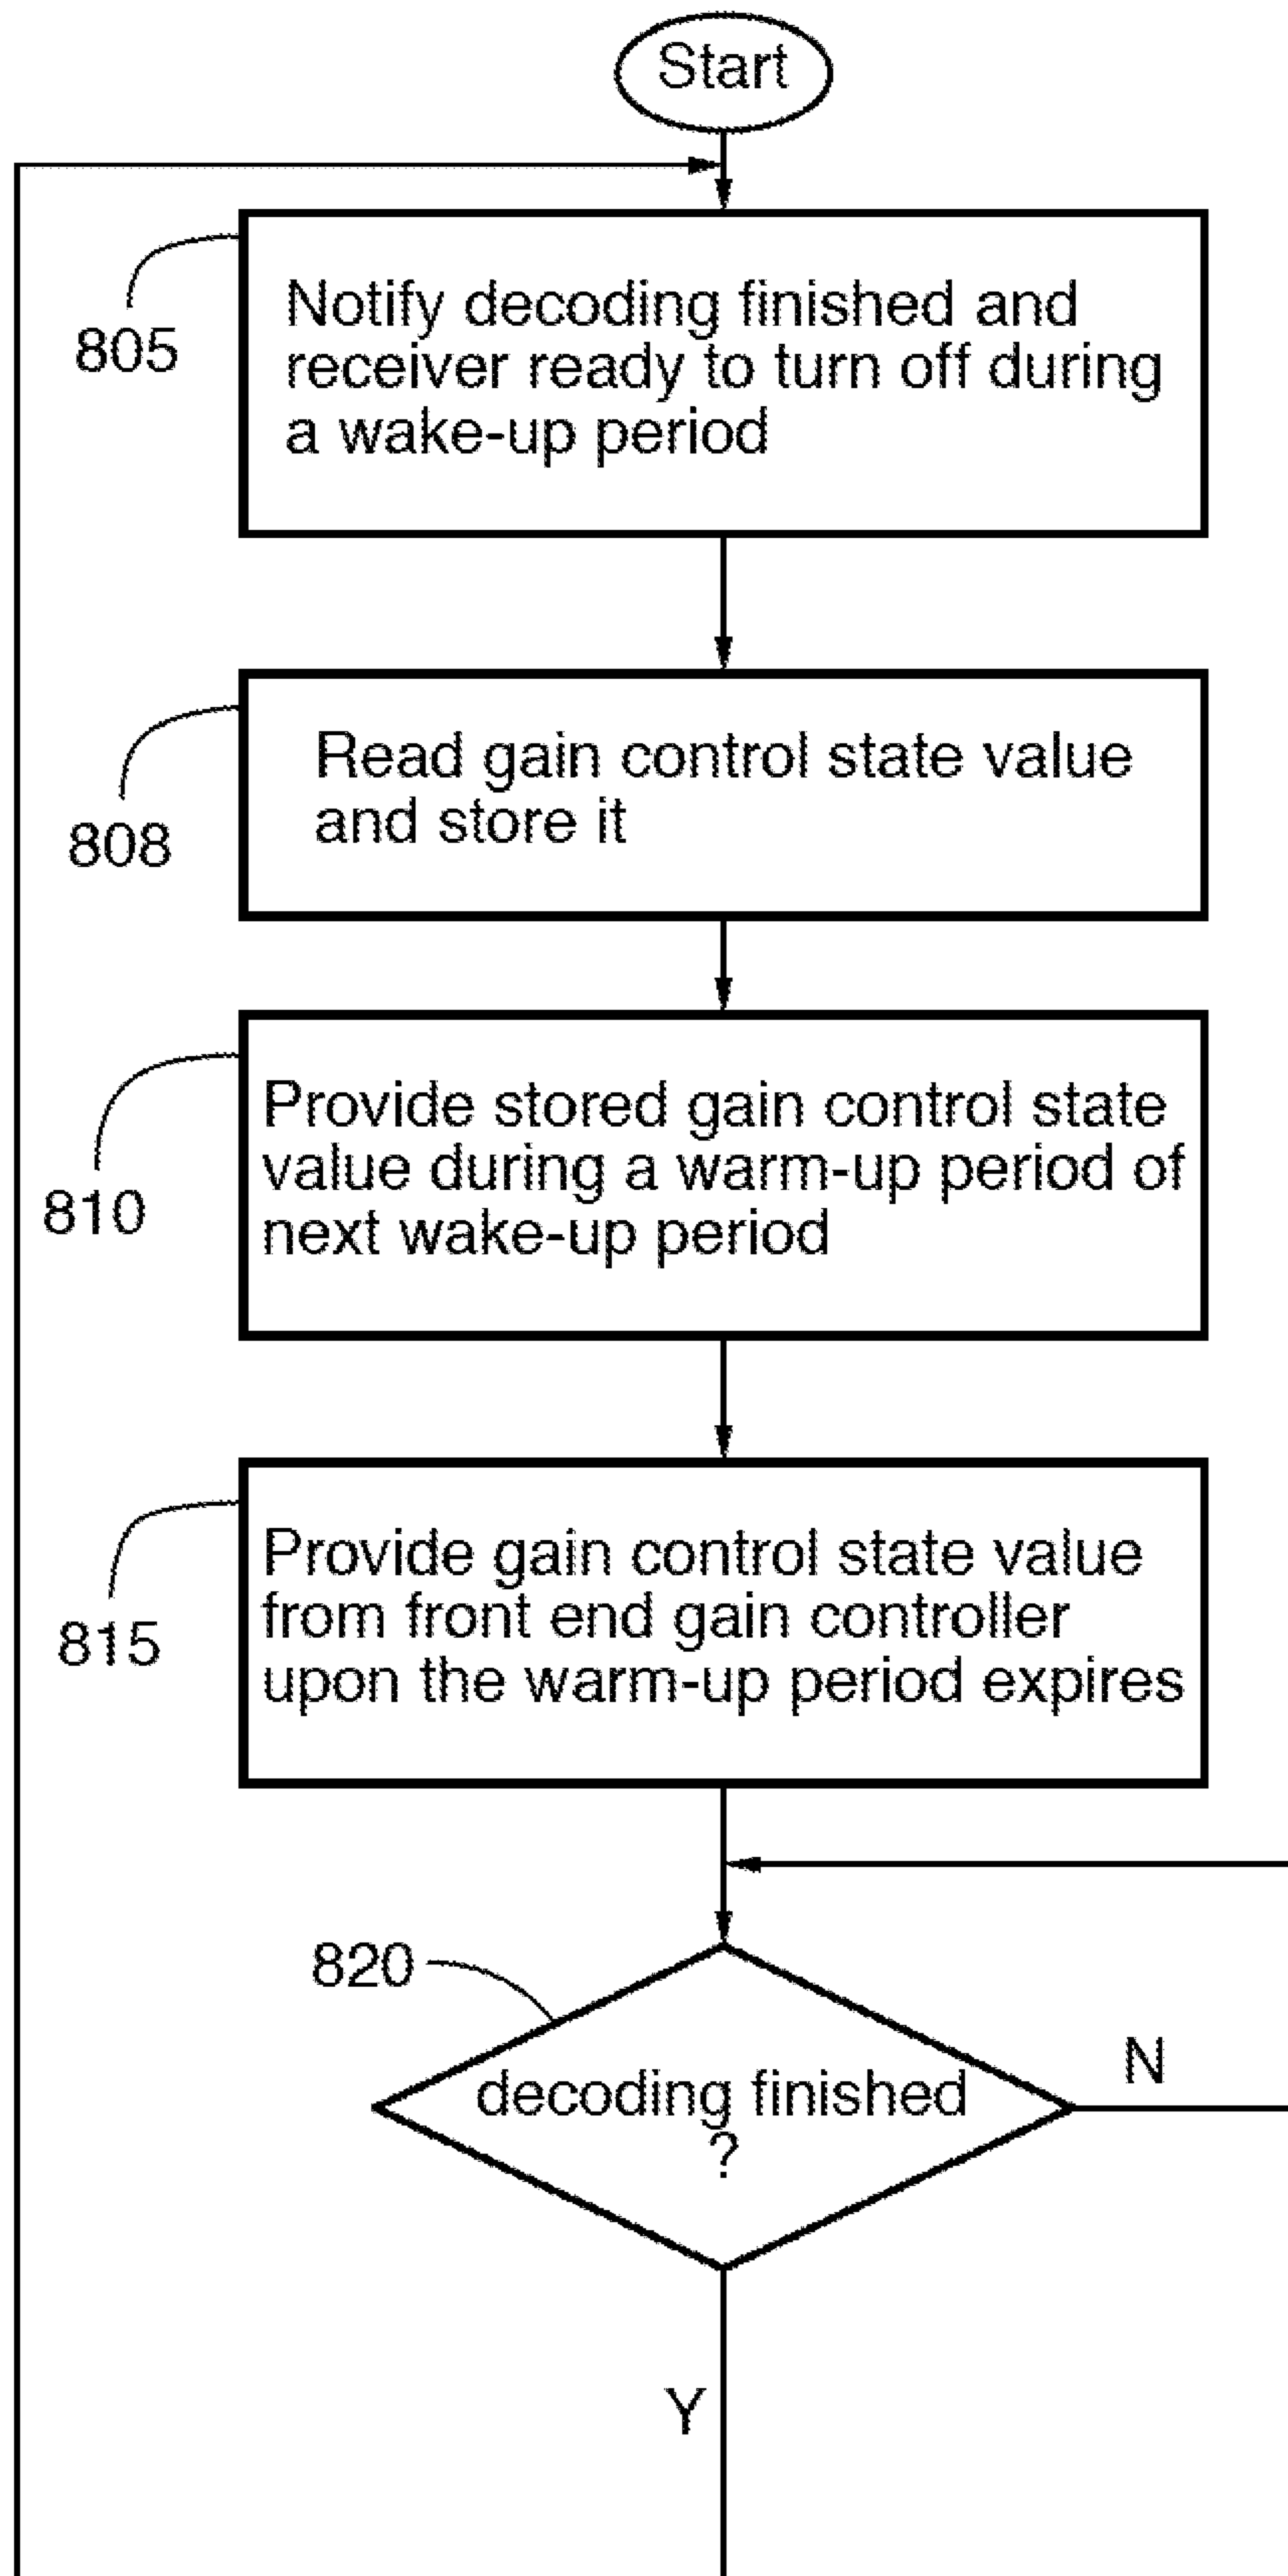 Start
805
Notify decoding finished and
receiver ready to turn off during
a wake-up period
808
Read gain control state value
and store it
810
Provide stored gain control state
value during a warm-up period of
next wake-up period
815
Provide gain control state value
from front end gain controller
upon the warm-up period expires
820
decoding finished
?
N
Y